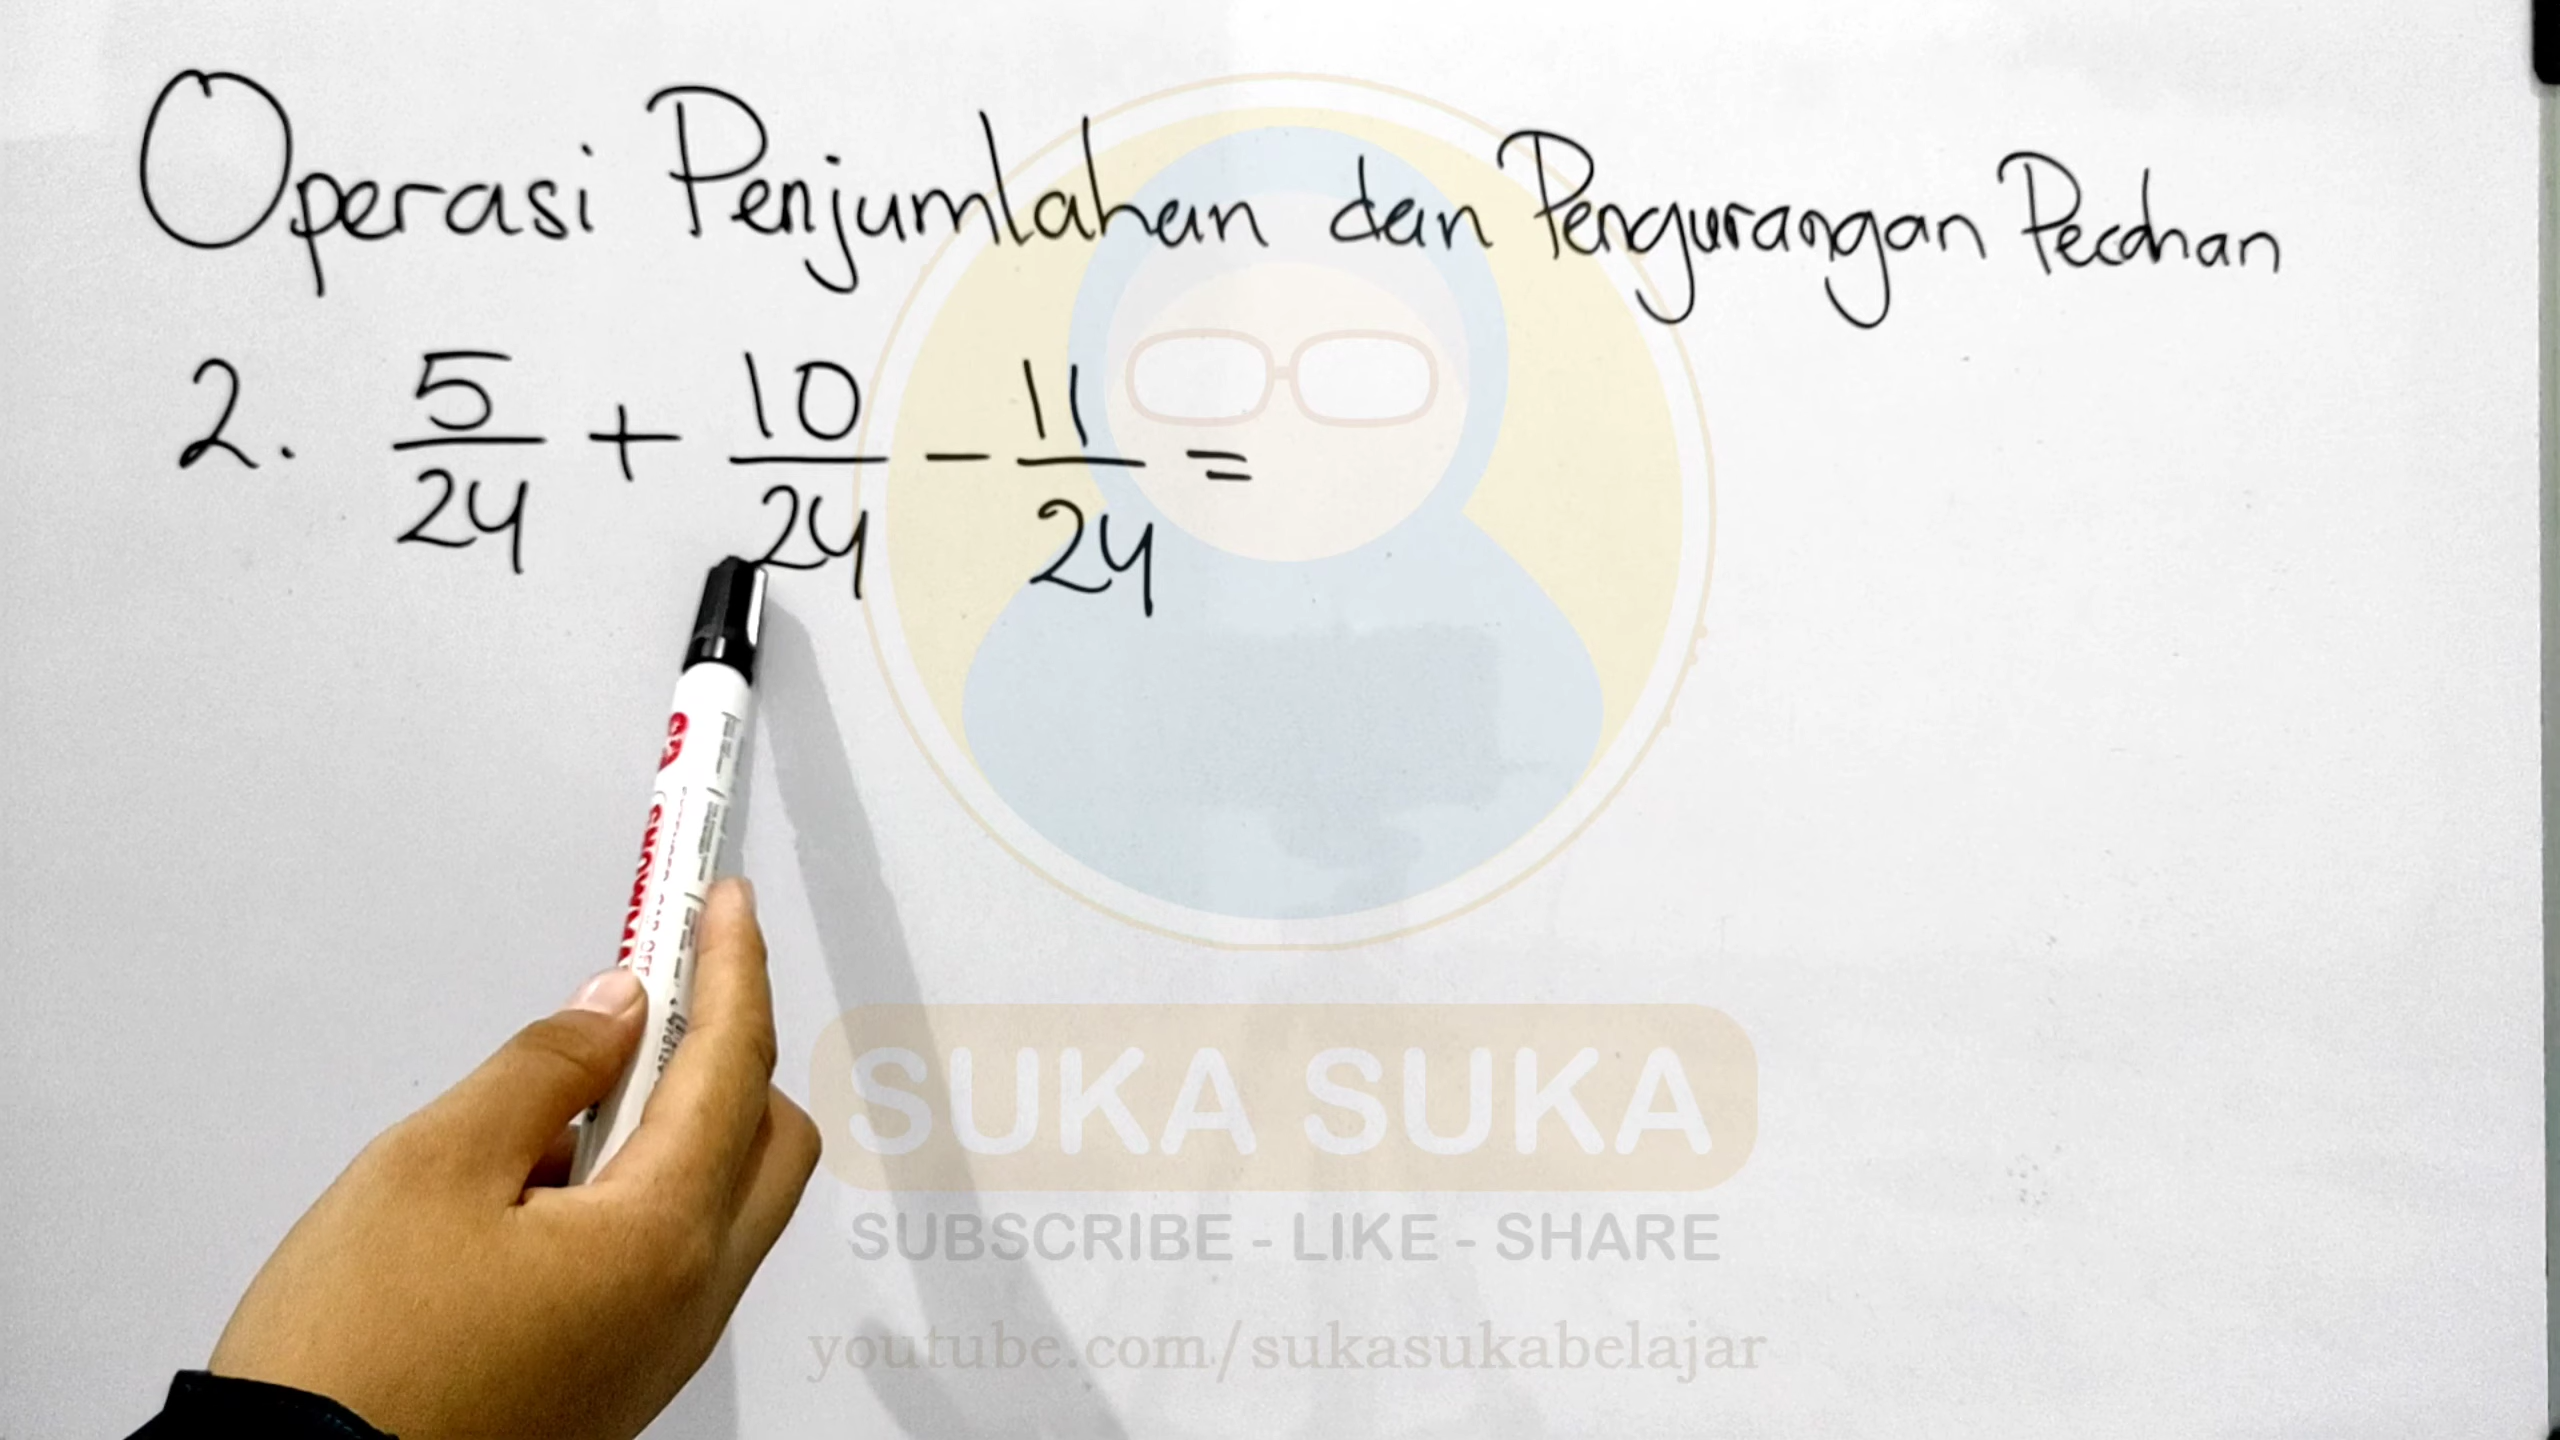 Operasi Penjumlahan dan Pengurangan Pecahan
2. 5/24 + 10/24 - 11/24 =
SNOWMAN
SUKA SUKA
SUBSCRIBE - LIKE - SHARE
youtube.com/sukasukabelajar